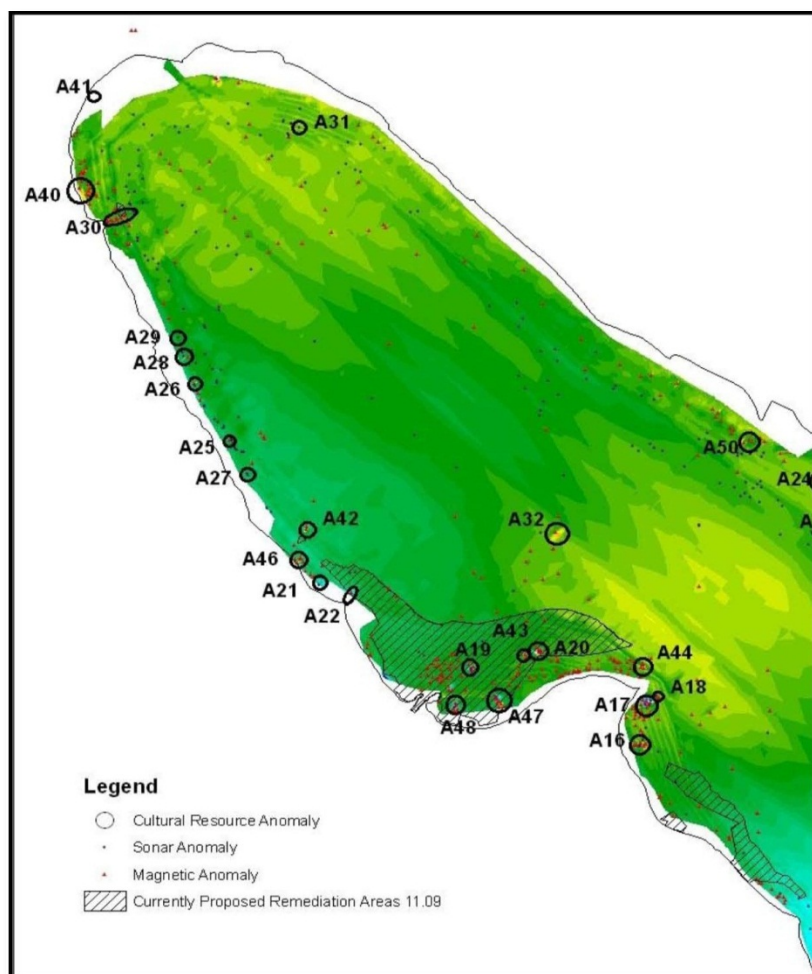 A41
A31
A40
A30
A29
A28
A26
A25
A27
A50
A24
A42
A32
A
A46
A21
A22
A43
A19
A20
A44
A18
A17
A48
A47
A16
Legend
Cultural Resource Anomaly
Sonar Anomaly
Magnetic Anomaly
Currently Proposed Remediation Areas 11.09